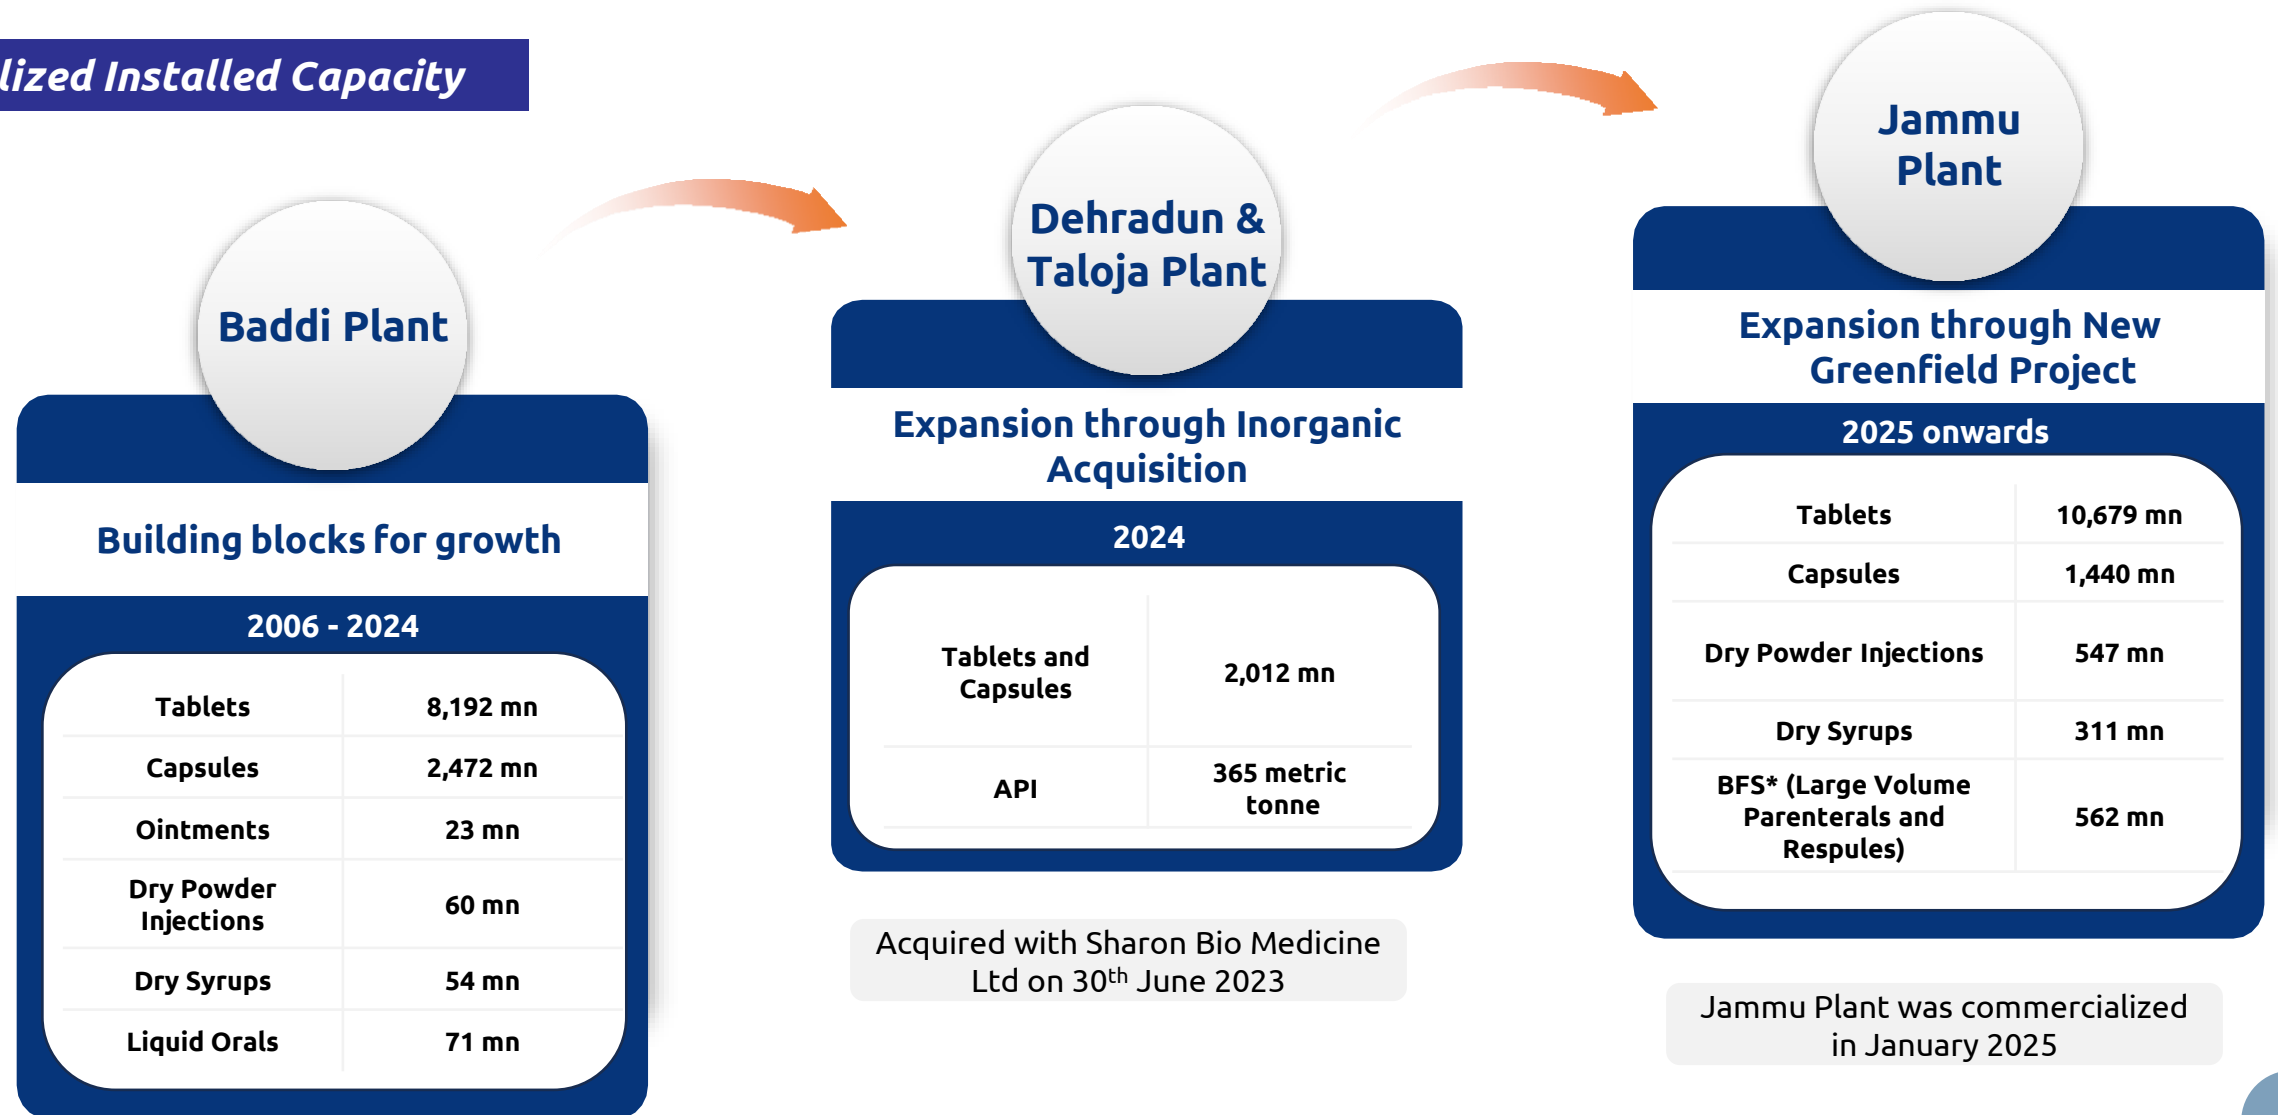 lized Installed Capacity
Baddi Plant
Building blocks for growth
2006 - 2024
Tablets 8,192 mn
Capsules 2,472 mn
Ointments 23 mn
Dry Powder
Injections 60 mn
Dry Syrups 54 mn
Liquid Orals 71 mn
Dehradun &
Taloja Plant
Expansion through Inorganic
Acquisition
2024
Tablets and
Capsules 2,012 mn
API 365 metric
tonne
Acquired with Sharon Bio Medicine
Ltd on 30th June 2023
Jammu
Plant
Expansion through New
Greenfield Project
2025 onwards
Tablets 10,679 mn
Capsules 1,440 mn
Dry Powder Injections 547 mn
Dry Syrups 311 mn
BFS* (Large Volume
Parenterals and 562 mn
Respules)
Jammu Plant was commercialized
in January 2025